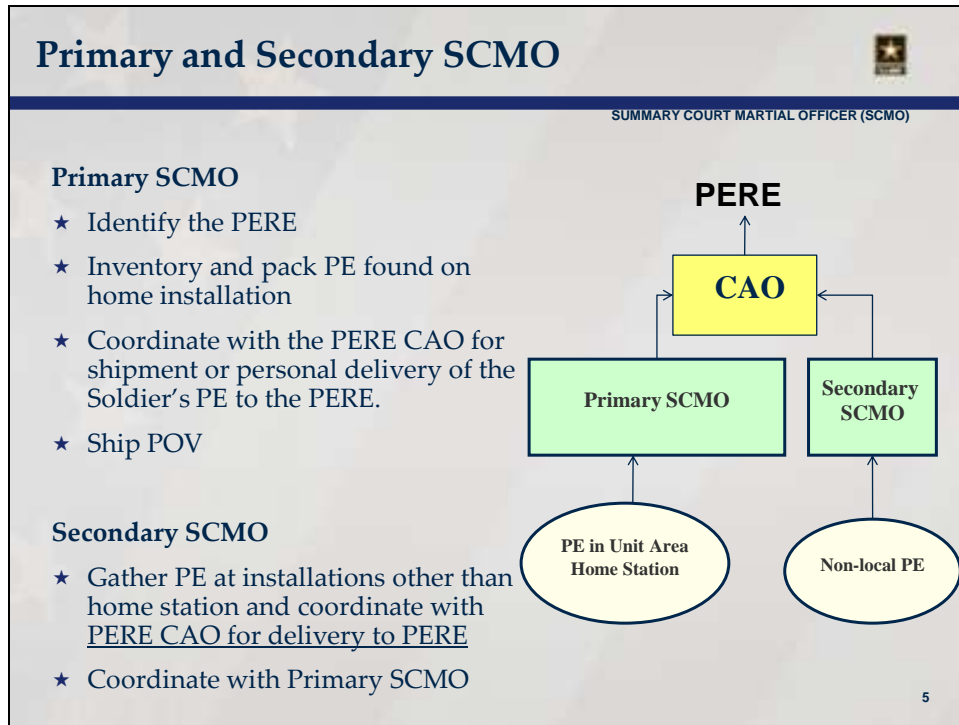 Primary and Secondary SCMO
SUMMARY COURT MARTIAL OFFICER (SCMO)
Primary SCMO
★ Identify the PERE
★ Inventory and pack PE found on
home installation
★ Coordinate with the PERE CAO for
shipment or personal delivery of the
Soldier's PE to the PERE.
★ Ship POV
Secondary SCMO
★ Gather PE at installations other than
home station and coordinate with
PERE CAO for delivery to PERE
★ Coordinate with Primary SCMO
PERE
CAO
Primary SCMO
Secondary
SCMO
PE in Unit Area
Home Station
Non-local PE
5